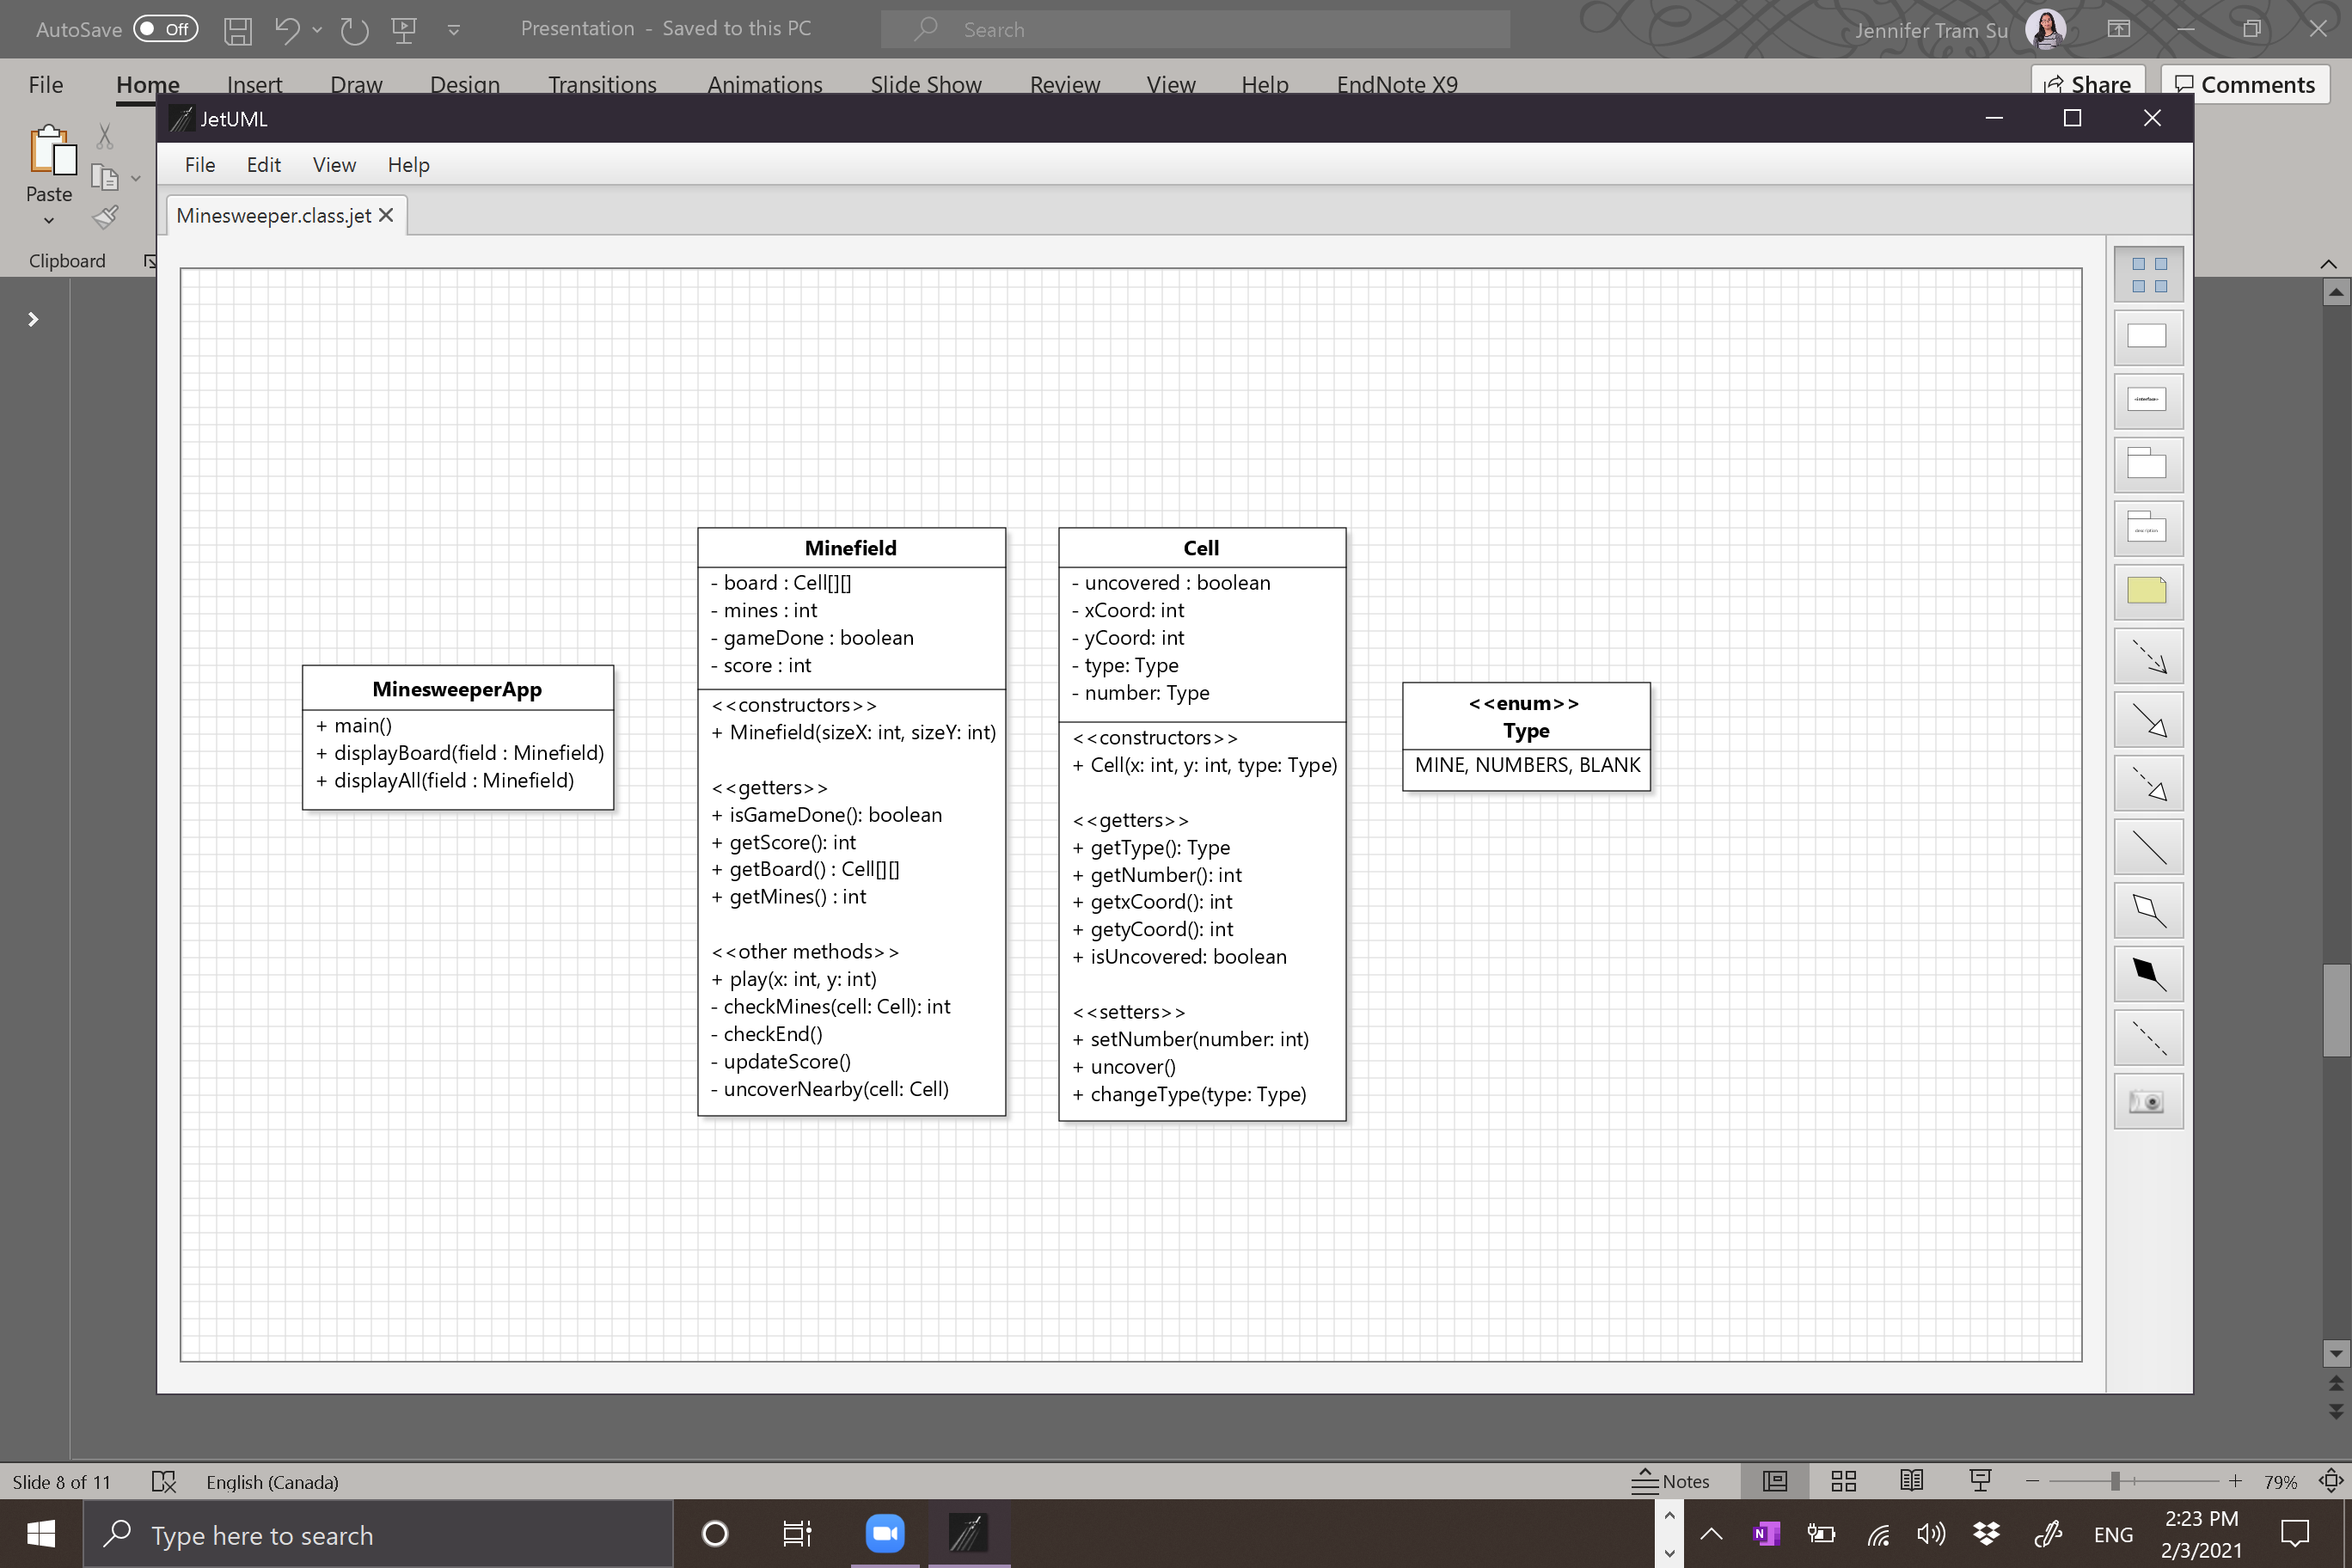 AutoSave Off Presentation - Saved to this PC Search Jennifer Tram Su
File Home Insert Draw Design Transitions Animations Slide Show Review View Help EndNote X9 Share Comments
Paste
Clipboard
JetUML
File Edit View Help
Minesweeper.class.jet
MinesweeperApp
+ main()
+ displayBoard(field : Minefield)
+ displayAll(field : Minefield)
Minefield
- board : Cell[][]
- mines : int
- gameDone : boolean
- score : int
<<constructors>>
+ Minefield(sizeX: int, sizeY: int)
<<getters>>
+ isGameDone(): boolean
+ getScore(): int
+ getBoard() : Cell[][]
+ getMines() : int
<<other methods>>
+ play(x: int, y: int)
- checkMines(cell: Cell): int
- checkEnd()
- updateScore()
- uncoverNearby(cell: Cell)
Cell
- uncovered : boolean
- xCoord: int
- yCoord: int
- type: Type
- number: Type
<<constructors>>
+ Cell(x: int, y: int, type: Type)
<<getters>>
+ getType(): Type
+ getNumber(): int
+ getxCoord(): int
+ getyCoord(): int
+ isUncovered: boolean
<<setters>>
+ setNumber(number: int)
+ uncover()
+ changeType(type: Type)
<<enum>>
Type
MINE, NUMBERS, BLANK
«interface»
description
Slide 8 of 11 English (Canada) Notes 79%
Type here to search N ENG 2:23 PM
2/3/2021